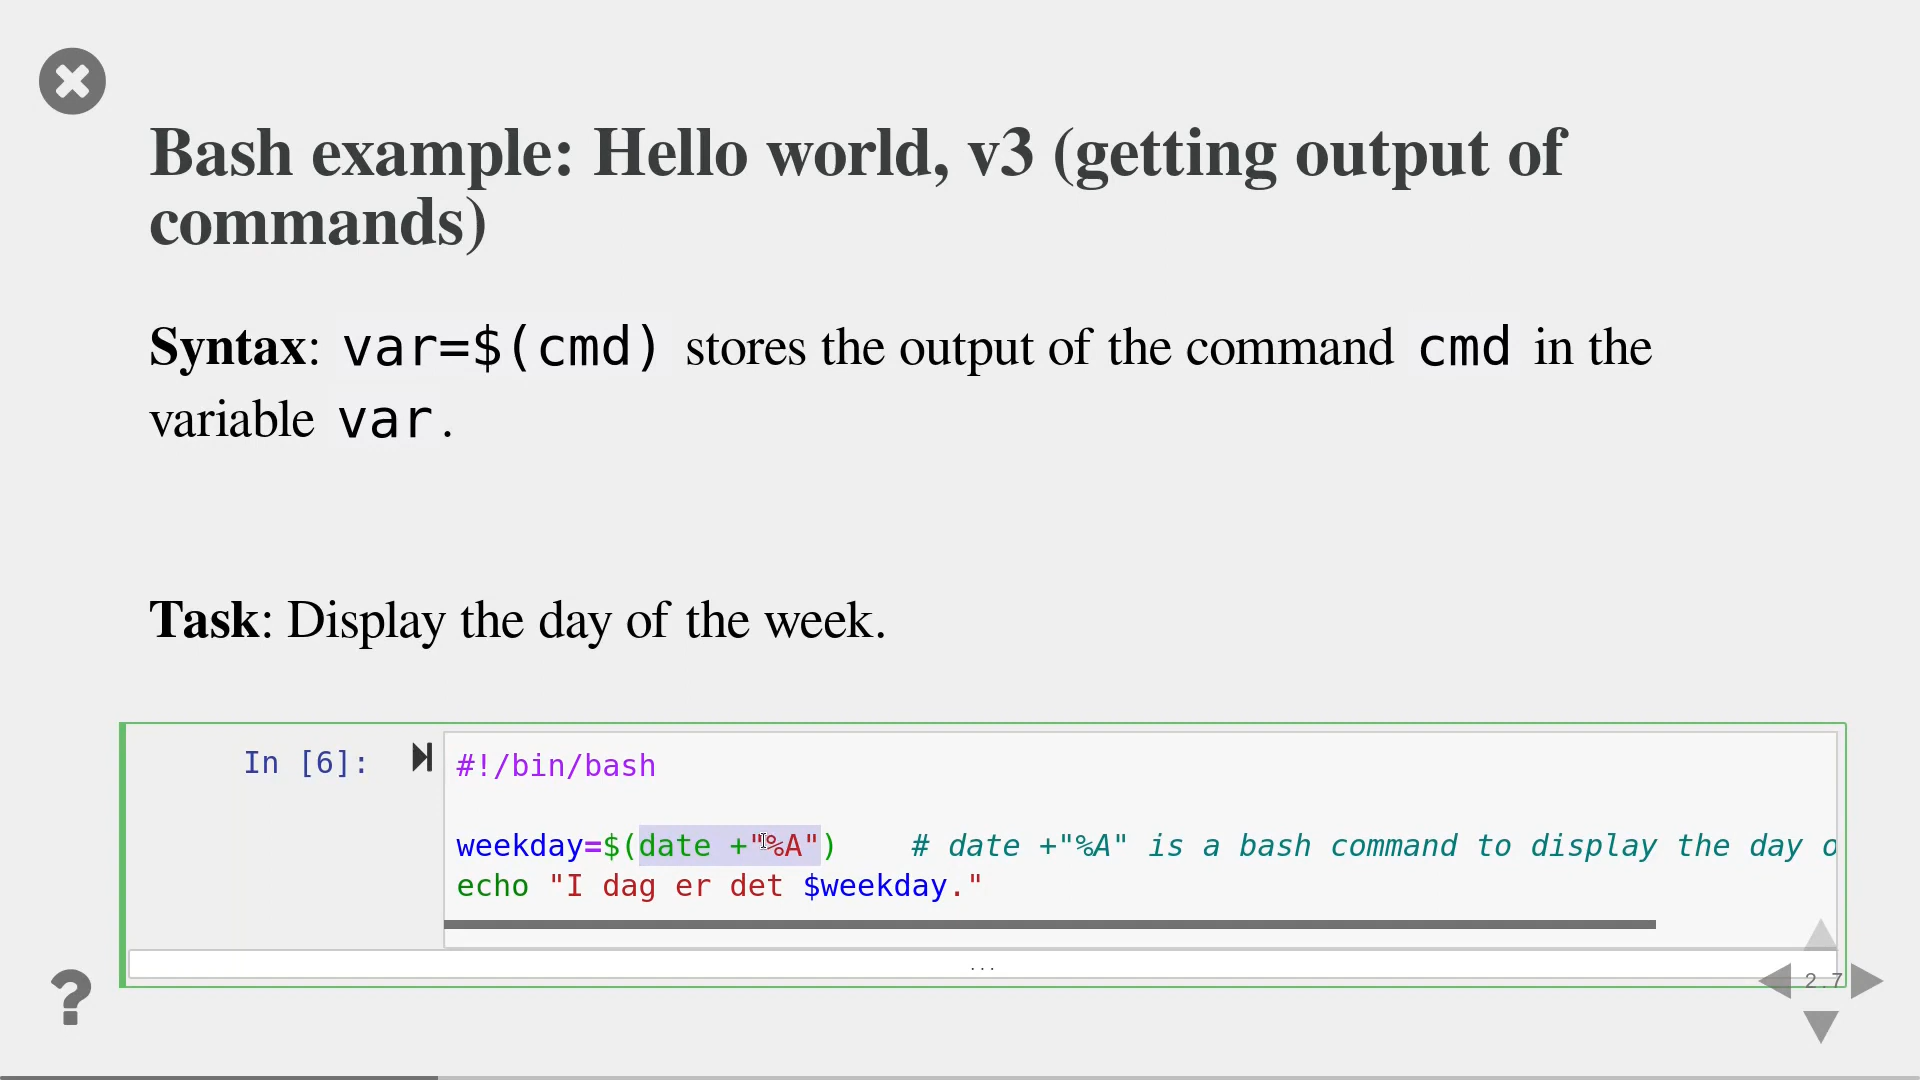 Bash example: Hello world, v3 (getting output of
commands)
Syntax: var=$(cmd) stores the output of the command cmd in the
variable var.
Task: Display the day of the week.
In [6]:
#!/bin/bash
weekday=$(date +"%A")    # date +"%A" is a bash command to display the day o
echo "I dag er det $weekday."
...
2.7
?